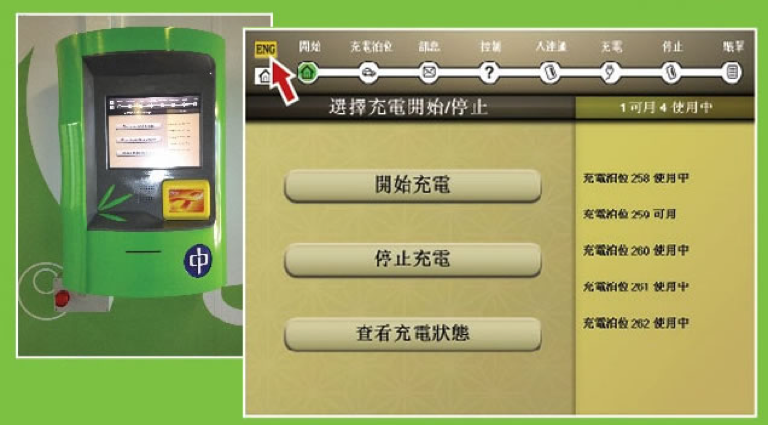 ENG
開始 充電泊位 訊息 控制 八達通 充電 停止 賬單
?
選擇充電開始/停止
1 可用 4 使用中
開始充電
停止充電
查看充電狀態
充電泊位 258 使用中
充電泊位 259 可用
充電泊位 260 使用中
充電泊位 261 使用中
充電泊位 262 使用中